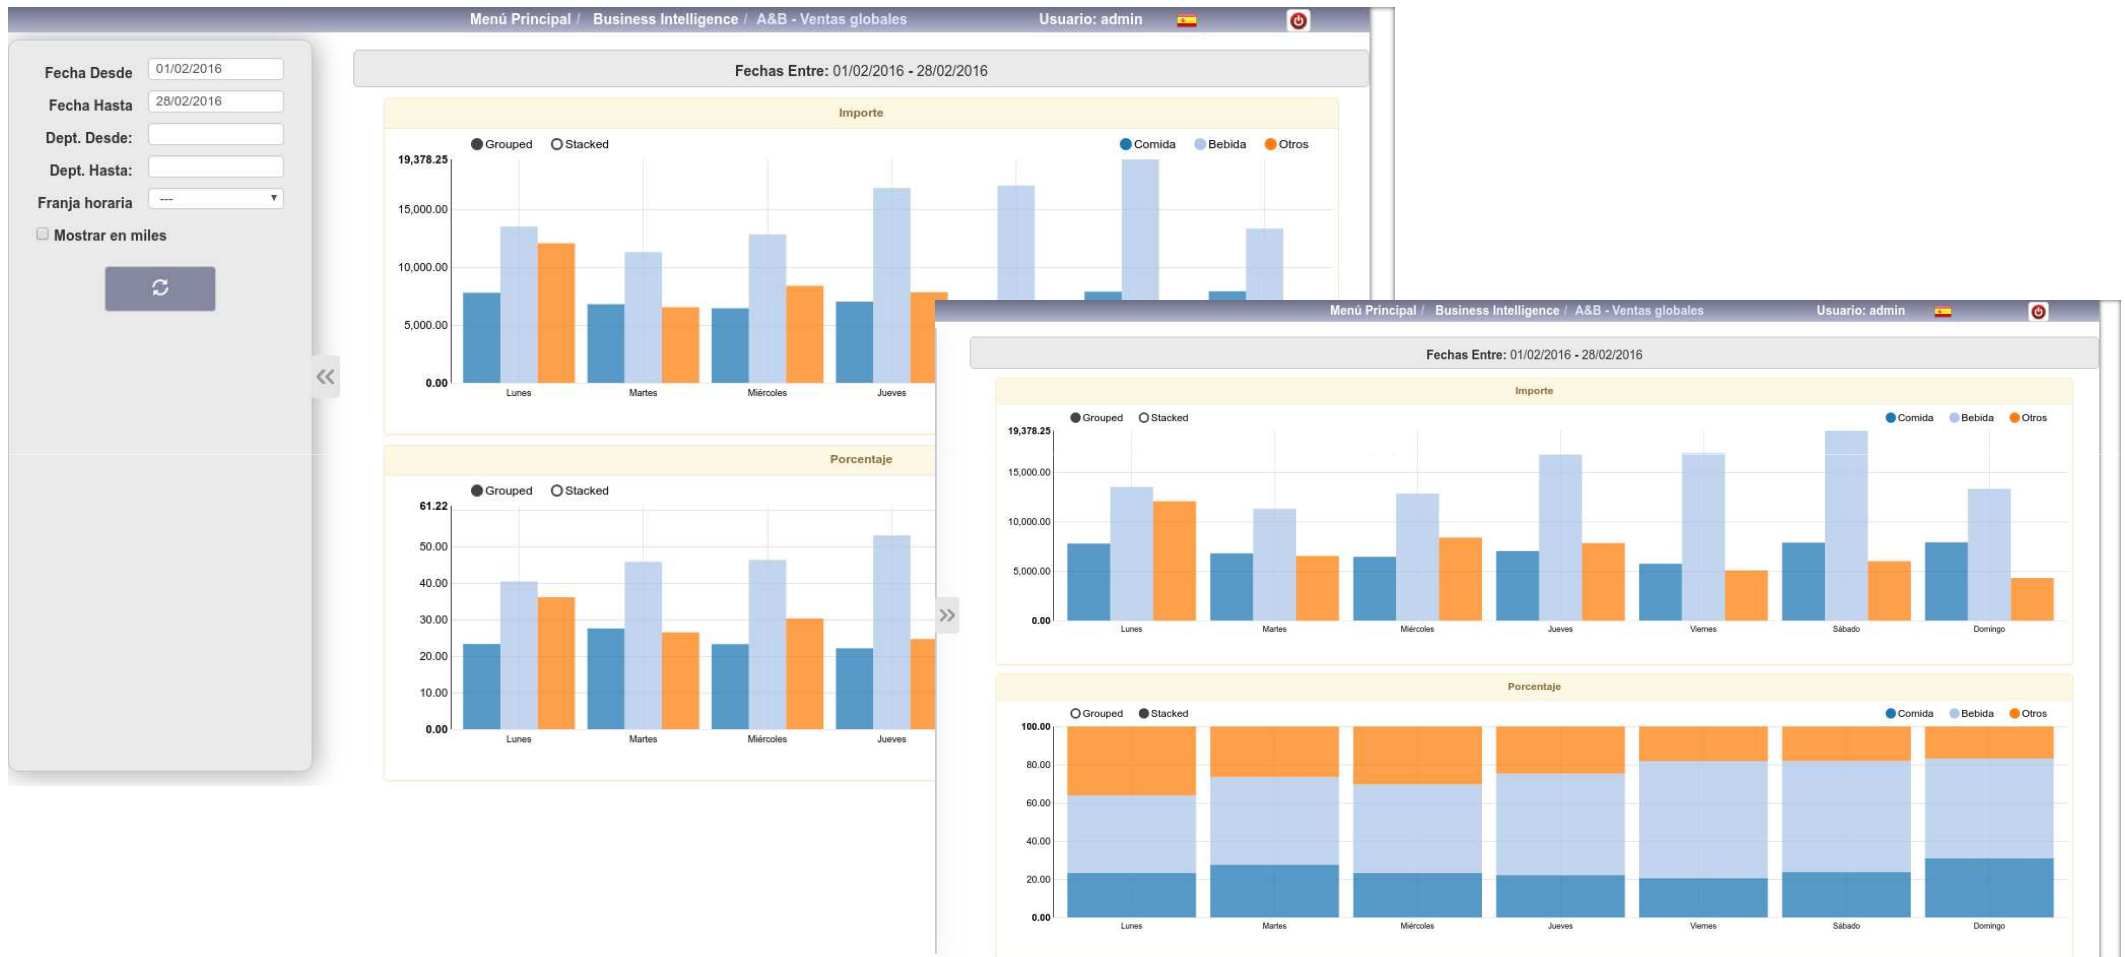 Menú Principal / Business Intelligence / A&B - Ventas globales Usuario: admin
Fecha Desde 01/02/2016
Fecha Hasta 28/02/2016
Dept. Desde:
Dept. Hasta:
Franja horaria ---
Mostrar en miles
Fechas Entre: 01/02/2016 - 28/02/2016
Importe
Grouped Stacked Comida Bebida Otros
19,378.25
15,000.00
10,000.00
5,000.00
0.00
Lunes Martes Miércoles Jueves
Porcentaje
Grouped Stacked
61.22
50.00
40.00
30.00
20.00
10.00
0.00
Lunes Martes Miércoles Jueves
Menú Principal / Business Intelligence / A&B - Ventas globales Usuario: admin
Fechas Entre: 01/02/2016 - 28/02/2016
Importe
Grouped Stacked Comida Bebida Otros
19,378.25
15,000.00
10,000.00
5,000.00
0.00
Lunes Martes Miércoles Jueves Viernes Sábado Domingo
Porcentaje
Grouped Stacked Comida Bebida Otros
100.00
80.00
60.00
40.00
20.00
0.00
Lunes Martes Miércoles Jueves Viernes Sábado Domingo